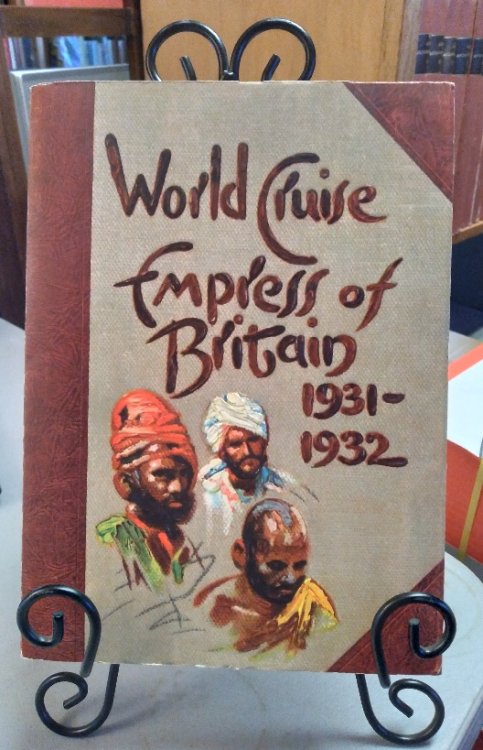 World Cruise
Empress of
Britain
1931-
1932